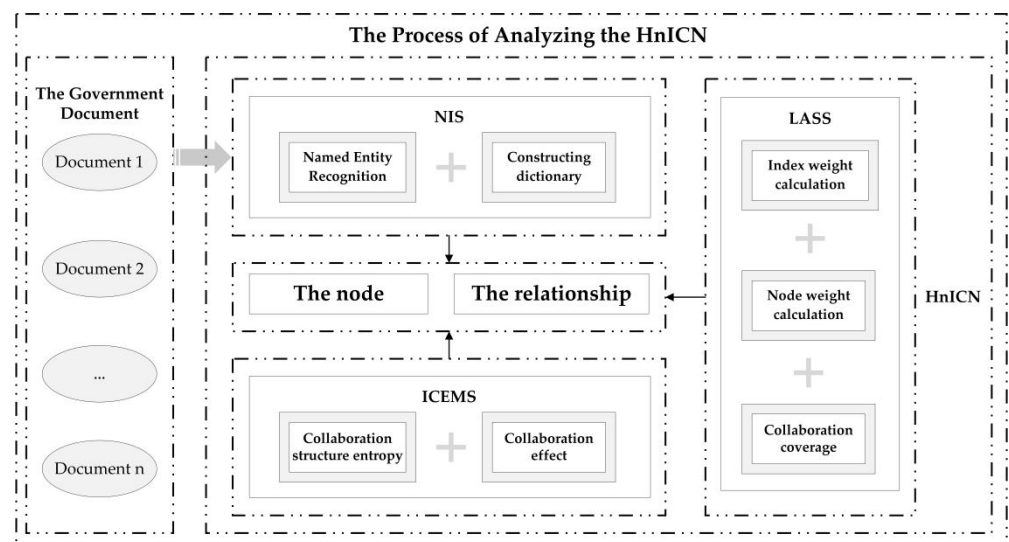 The Process of Analyzing the HnICN
The Government
Document
Document 1
Document 2
...
Document n
NIS
Named Entity
Recognition
Constructing
dictionary
The node
The relationship
ICEMS
Collaboration
structure entropy
Collaboration
effect
LASS
Index weight
calculation
Node weight
calculation
Collaboration
coverage
HnICN